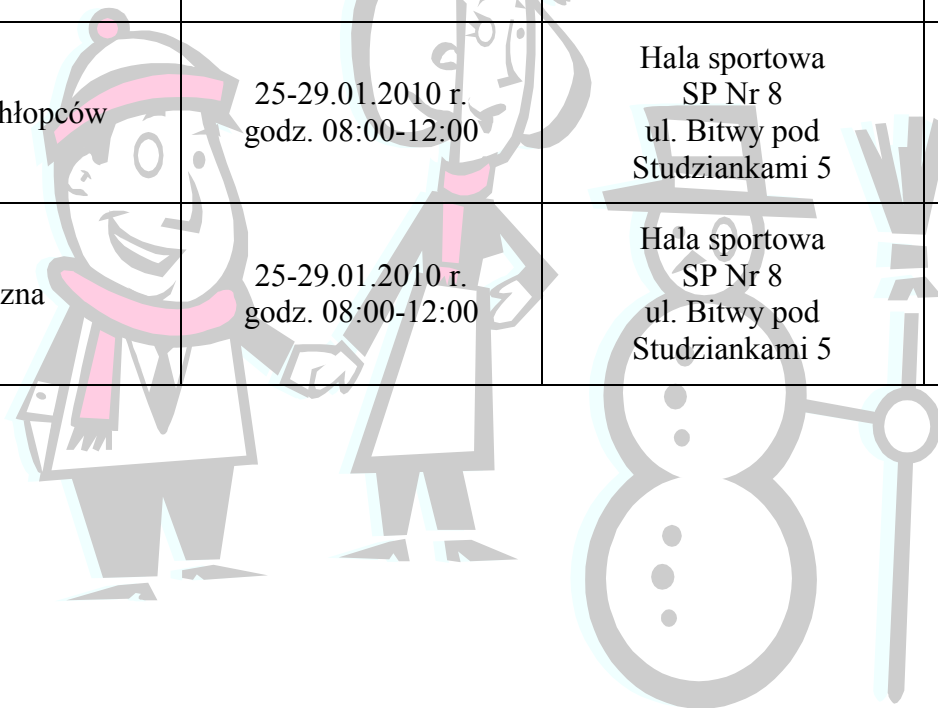 hłopców
25-29.01.2010 r.
godz. 08:00-12:00
Hala sportowa
SP Nr 8
ul. Bitwy pod
Studziankami 5
zna
25-29.01.2010 r.
godz. 08:00-12:00
Hala sportowa
SP Nr 8
ul. Bitwy pod
Studziankami 5